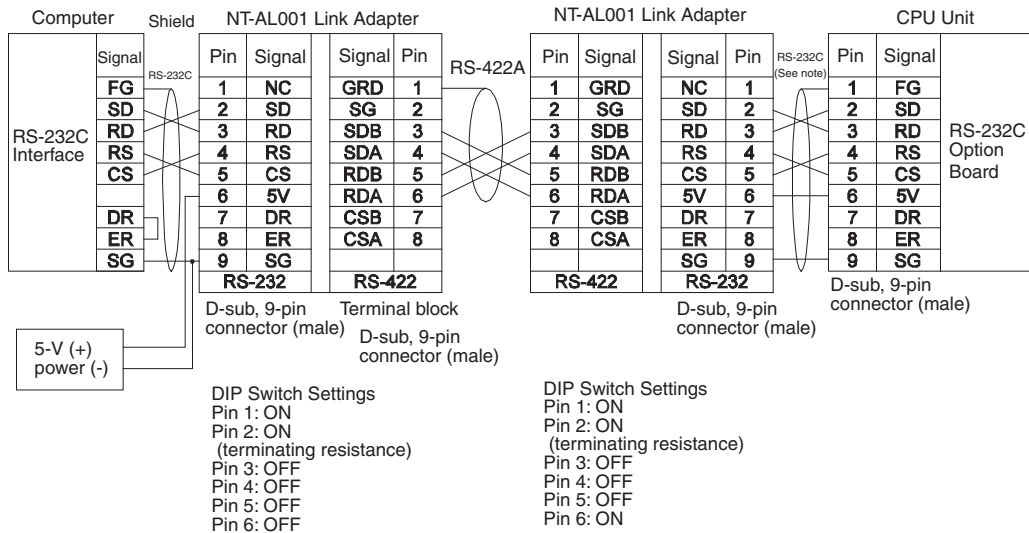 Computer
Shield
NT-AL001 Link Adapter
NT-AL001 Link Adapter
CPU Unit
RS-232C Interface
Signal
FG
SD
RD
RS
CS
DR
ER
SG
RS-232C
Pin Signal Signal Pin
1 NC GRD 1
2 SD SG 2
3 RD SDB 3
4 RS SDA 4
5 CS RDB 5
6 5V RDA 6
7 DR CSB 7
8 ER CSA 8
9 SG
RS-232 RS-422
RS-422A
Pin Signal Signal Pin
1 GRD NC 1
2 SG SD 2
3 SDB RD 3
4 SDA RS 4
5 RDB CS 5
6 RDA 5V 6
7 CSB DR 7
8 CSA ER 8
SG 9
RS-422 RS-232
RS-232C
(See note)
Pin Signal
1 FG
2 SD
3 RD
4 RS
5 CS
6 5V
7 DR
8 ER
9 SG
RS-232C
Option
Board
D-sub, 9-pin
connector (male)
Terminal block
D-sub, 9-pin
connector (male)
D-sub, 9-pin
connector (male)
D-sub, 9-pin
connector (male)
5-V (+)
power (-)
DIP Switch Settings
Pin 1: ON
Pin 2: ON
(terminating resistance)
Pin 3: OFF
Pin 4: OFF
Pin 5: OFF
Pin 6: OFF
DIP Switch Settings
Pin 1: ON
Pin 2: ON
(terminating resistance)
Pin 3: OFF
Pin 4: OFF
Pin 5: OFF
Pin 6: ON